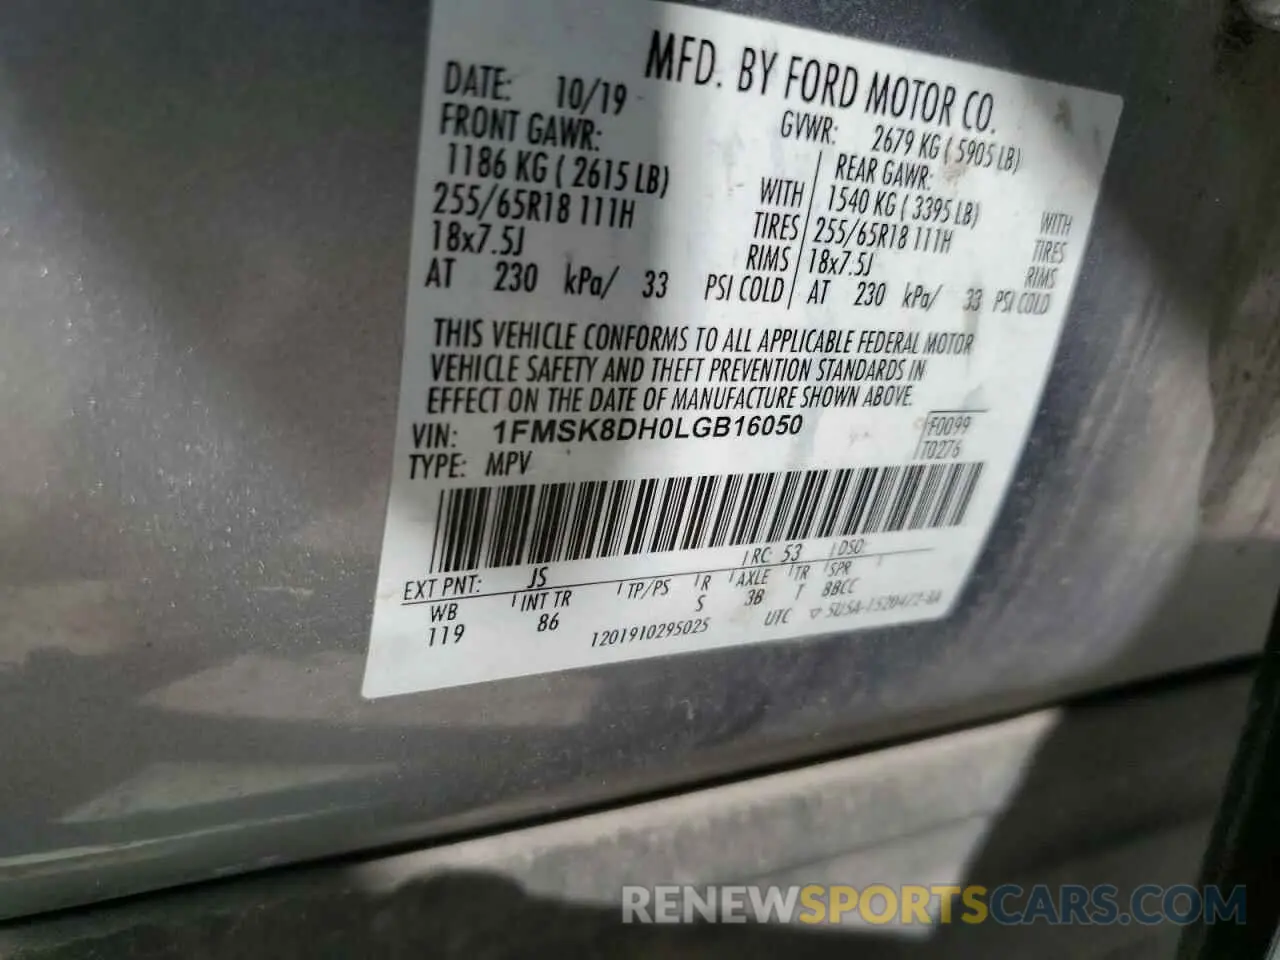 MFD. BY FORD MOTOR CO.
DATE: 10/19 GVWR: 2679 KG ( 5905 LB)
FRONT GAWR: REAR GAWR:
1186 KG ( 2615 LB) WITH 1540 KG ( 3395 LB) WITH
255/65R18 111H TIRES 255/65R18 111H TIRES
18x7.5J RIMS 18x7.5J RIMS
AT 230 kPa/ 33 PSI COLD AT 230 kPa/ 33 PSI COLD
THIS VEHICLE CONFORMS TO ALL APPLICABLE FEDERAL MOTOR
VEHICLE SAFETY AND THEFT PREVENTION STANDARDS IN
EFFECT ON THE DATE OF MANUFACTURE SHOWN ABOVE.
VIN: 1FMSK8DH0LGB16050 F0099
TYPE: MPV T0276
EXT PNT: JS RC: 53 DSO:
WB INT TR TP/PS R AXLE TR SPR
119 86 S 3B T BBCC
1201910295025 UTC
RENEWSPORTSCARS.COM